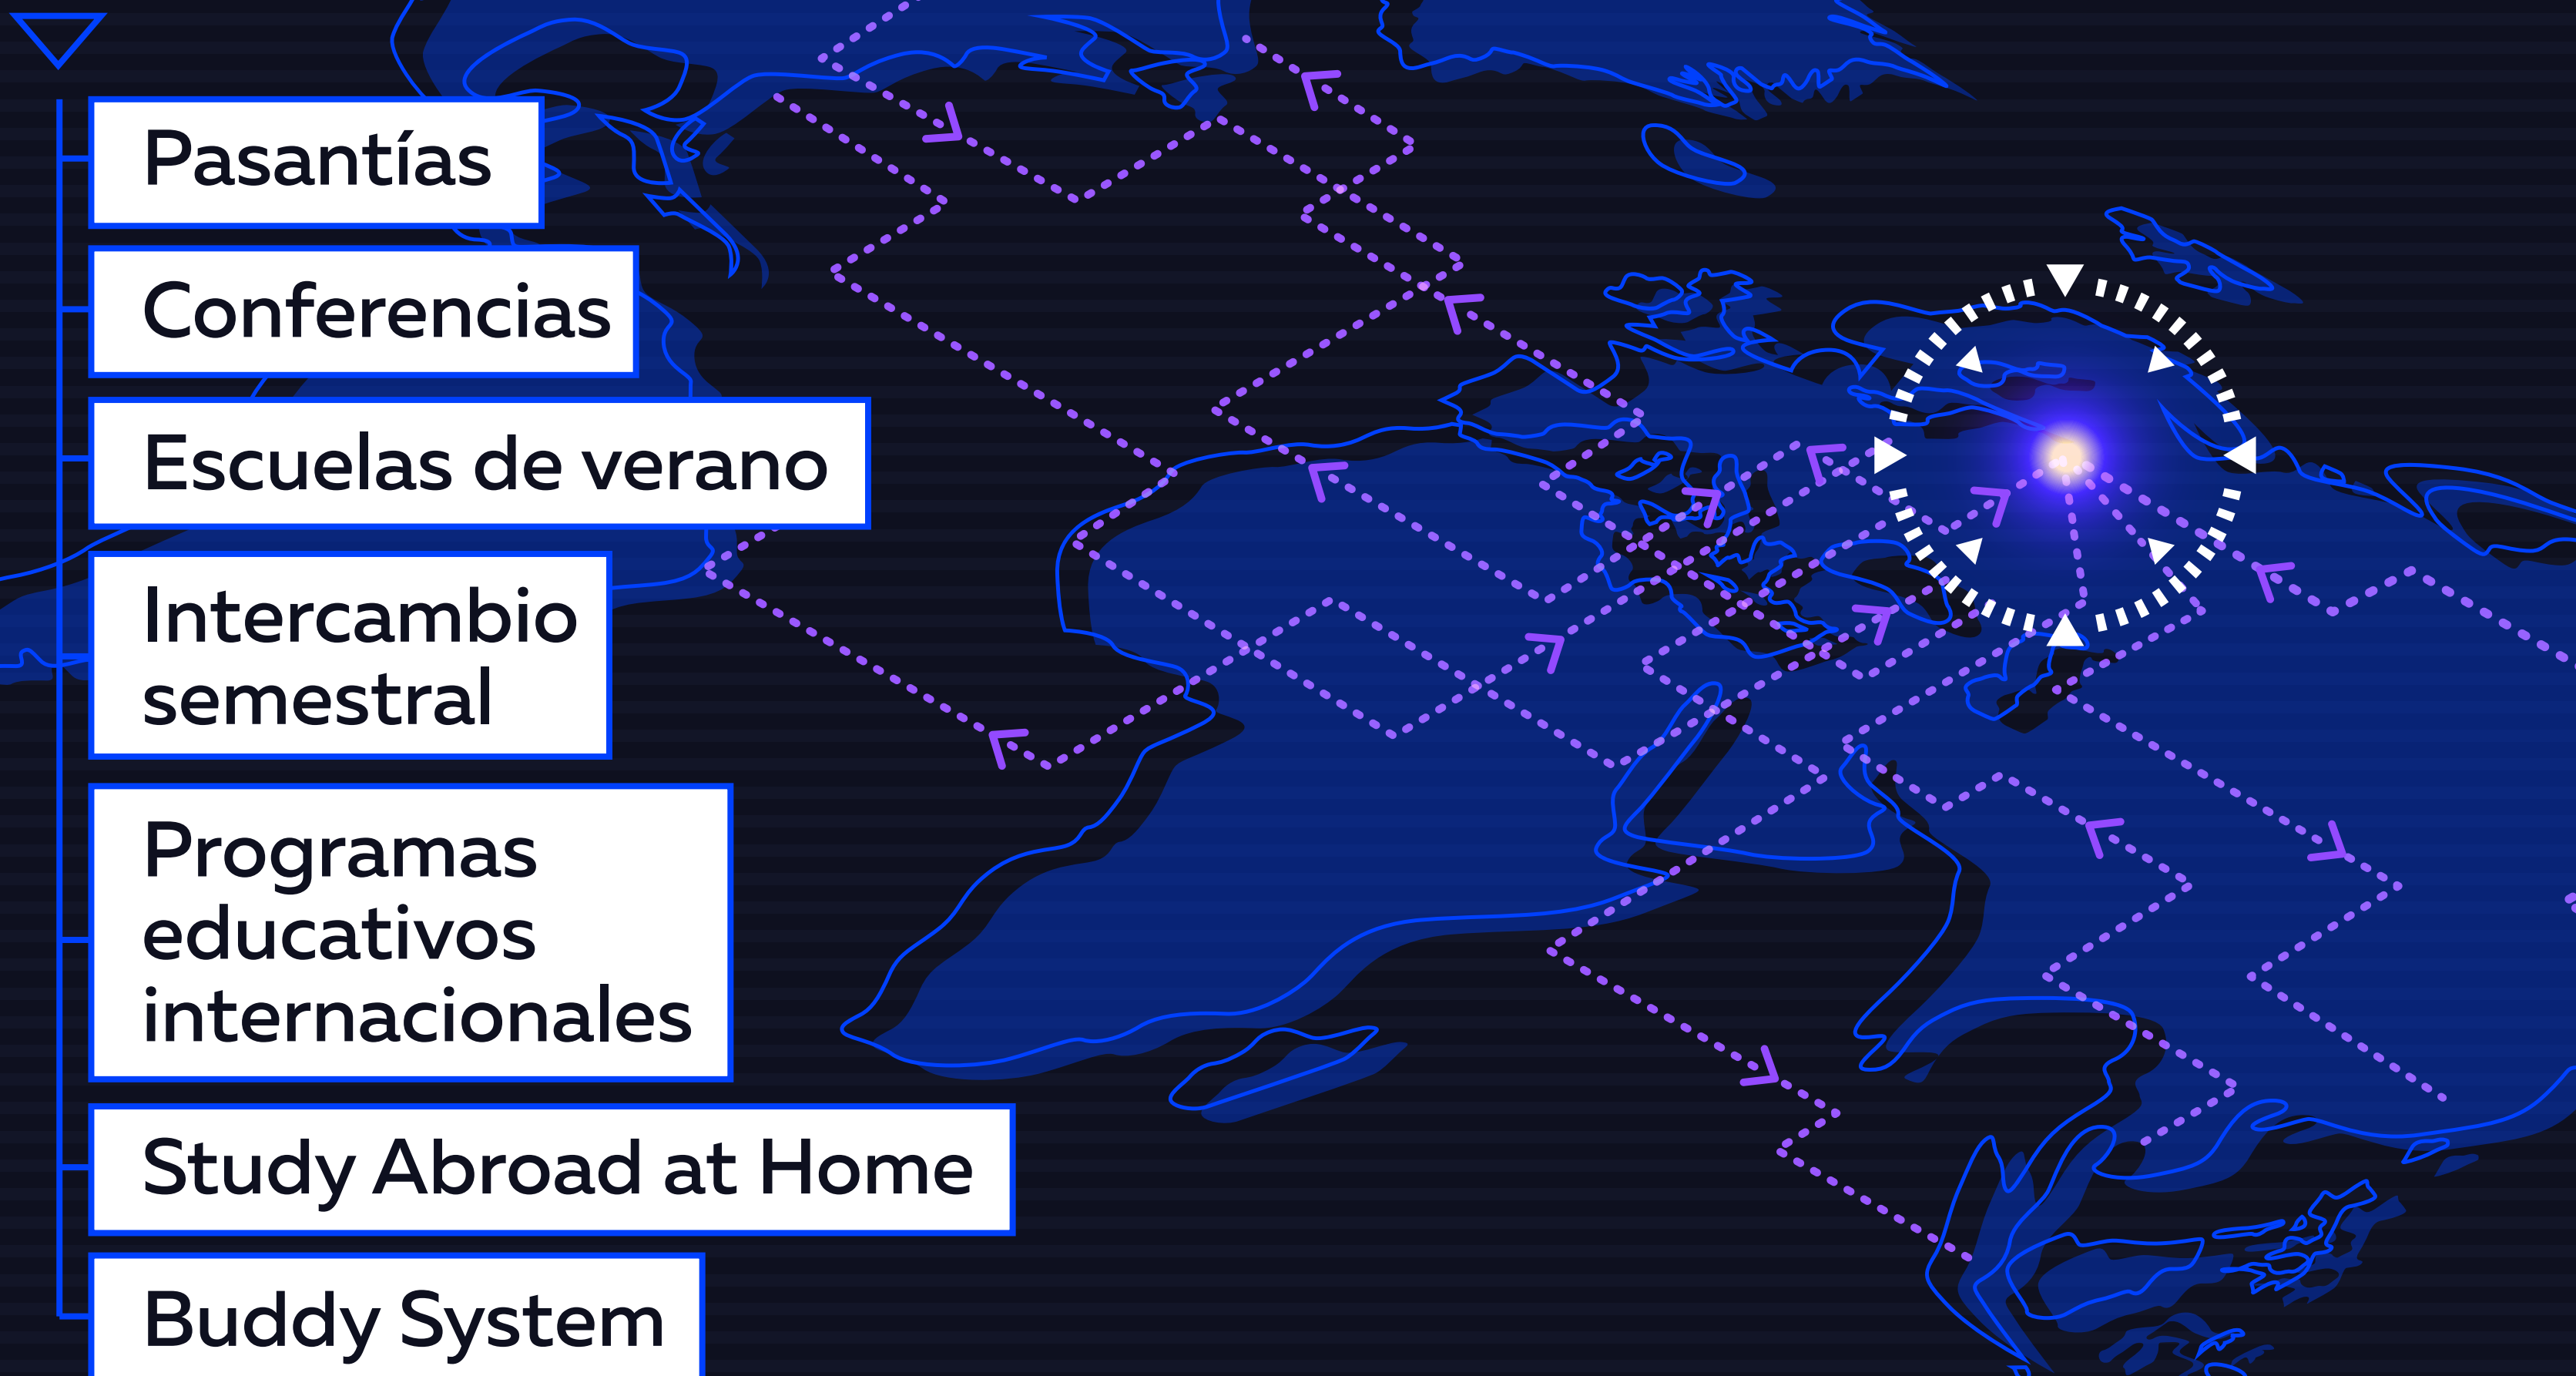 Pasantías
Conferencias
Escuelas de verano
Intercambio
semestral
Programas
educativos
internacionales
Study Abroad at Home
Buddy System